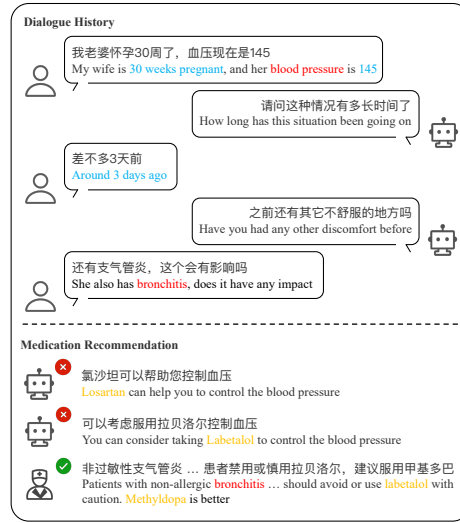 Dialogue History
我老婆怀孕30周了，血压现在是145
My wife is 30 weeks pregnant, and her blood pressure is 145
请问这种情况有多长时间了
How long has this situation been going on
差不多3天前
Around 3 days ago
之前还有其它不舒服的地方吗
Have you had any other discomfort before
还有支气管炎，这个会有影响吗
She also has bronchitis, does it have any impact
Medication Recommendation
氯沙坦可以帮助您控制血压
Losartan can help you to control the blood pressure
可以考虑服用拉贝洛尔控制血压
You can consider taking Labetalol to control the blood pressure
非过敏性支气管炎 … 患者禁用或慎用拉贝洛尔，建议服用甲基多巴
Patients with non-allergic bronchitis … should avoid or use labetalol with
caution. Methyldopa is better